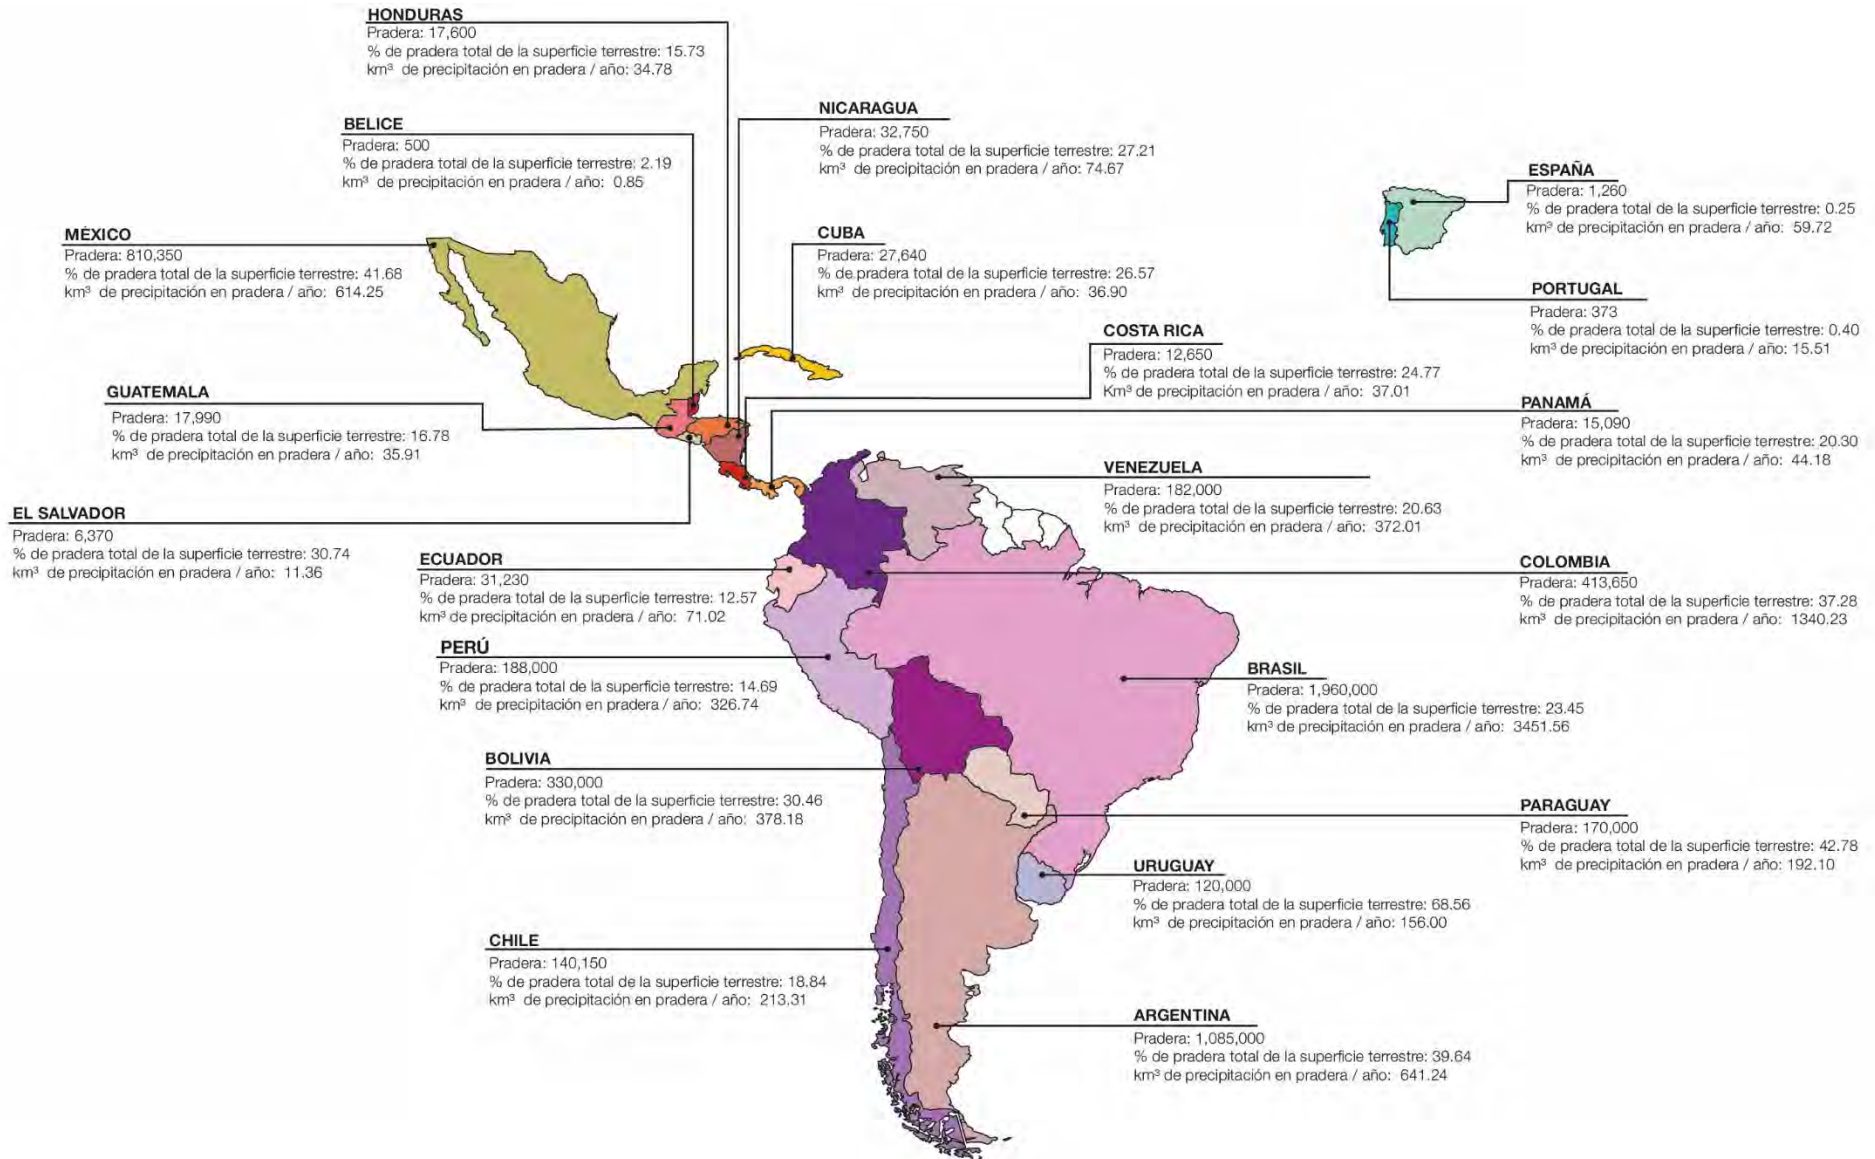 HONDURAS
Pradera: 17,600
% de pradera total de la superficie terrestre: 15.73
km³ de precipitación en pradera / año: 34.78
NICARAGUA
Pradera: 32,750
% de pradera total de la superficie terrestre: 27.21
km³ de precipitación en pradera / año: 74.67
BELICE
Pradera: 500
% de pradera total de la superficie terrestre: 2.19
km³ de precipitación en pradera / año: 0.85
ESPAÑA
Pradera: 1,260
% de pradera total de la superficie terrestre: 0.25
km³ de precipitación en pradera / año: 59.72
MÉXICO
Pradera: 810,350
% de pradera total de la superficie terrestre: 41.68
km³ de precipitación en pradera / año: 614.25
CUBA
Pradera: 27,640
% de pradera total de la superficie terrestre: 26.57
km³ de precipitación en pradera / año: 36.90
PORTUGAL
Pradera: 373
% de pradera total de la superficie terrestre: 0.40
km³ de precipitación en pradera / año: 15.51
COSTA RICA
Pradera: 12,650
% de pradera total de la superficie terrestre: 24.77
Km³ de precipitación en pradera / año: 37.01
GUATEMALA
Pradera: 17,990
% de pradera total de la superficie terrestre: 16.78
km³ de precipitación en pradera / año: 35.91
PANAMÁ
Pradera: 15,090
% de pradera total de la superficie terrestre: 20.30
km³ de precipitación en pradera / año: 44.18
VENEZUELA
Pradera: 182,000
% de pradera total de la superficie terrestre: 20.63
km³ de precipitación en pradera / año: 372.01
EL SALVADOR
Pradera: 6,370
% de pradera total de la superficie terrestre: 30.74
km³ de precipitación en pradera / año: 11.36
ECUADOR
Pradera: 31,230
% de pradera total de la superficie terrestre: 12.57
km³ de precipitación en pradera / año: 71.02
COLOMBIA
Pradera: 413,650
% de pradera total de la superficie terrestre: 37.28
km³ de precipitación en pradera / año: 1340.23
PERÚ
Pradera: 188,000
% de pradera total de la superficie terrestre: 14.69
km³ de precipitación en pradera / año: 326.74
BRASIL
Pradera: 1,960,000
% de pradera total de la superficie terrestre: 23.45
km³ de precipitación en pradera / año: 3451.56
BOLIVIA
Pradera: 330,000
% de pradera total de la superficie terrestre: 30.46
km³ de precipitación en pradera / año: 378.18
PARAGUAY
Pradera: 170,000
% de pradera total de la superficie terrestre: 42.78
km³ de precipitación en pradera / año: 192.10
URUGUAY
Pradera: 120,000
% de pradera total de la superficie terrestre: 68.56
km³ de precipitación en pradera / año: 156.00
CHILE
Pradera: 140,150
% de pradera total de la superficie terrestre: 18.84
km³ de precipitación en pradera / año: 213.31
ARGENTINA
Pradera: 1,085,000
% de pradera total de la superficie terrestre: 39.64
km³ de precipitación en pradera / año: 641.24